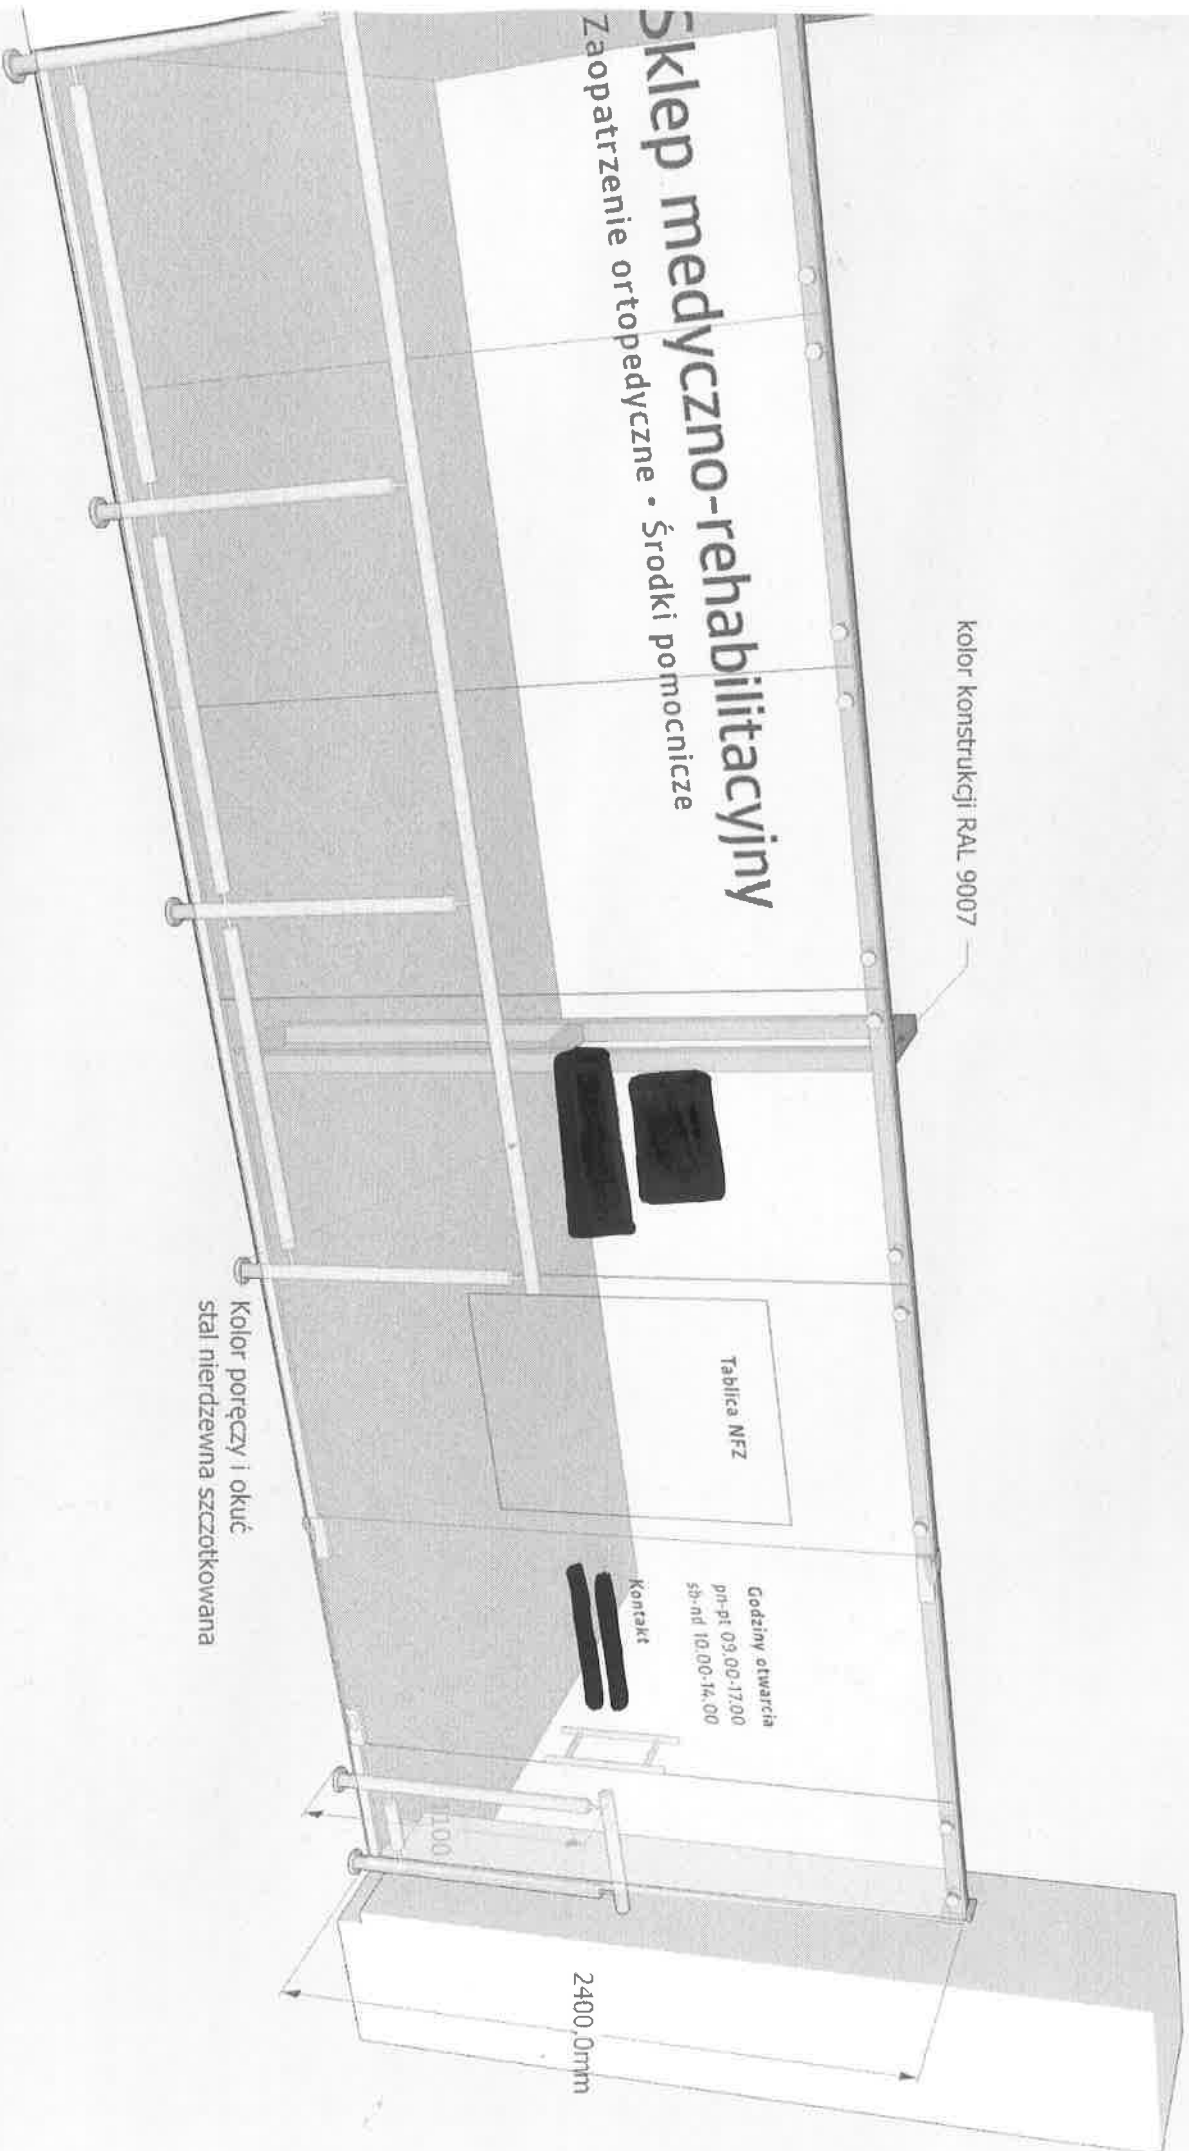 kolor konstrukcji RAL 9007
Sklep medyczno-rehabilitacyjny
Zaopatrzenie ortopedyczne • Środki pomocnicze
Tablica NFZ
Godziny otwarcia
pn-pt 09.00-17.00
sb-nd 10.00-14.00
Kontakt
100
2400,0mm
Kolor poręczy i okuć
stal nierdzewna szczotkowana